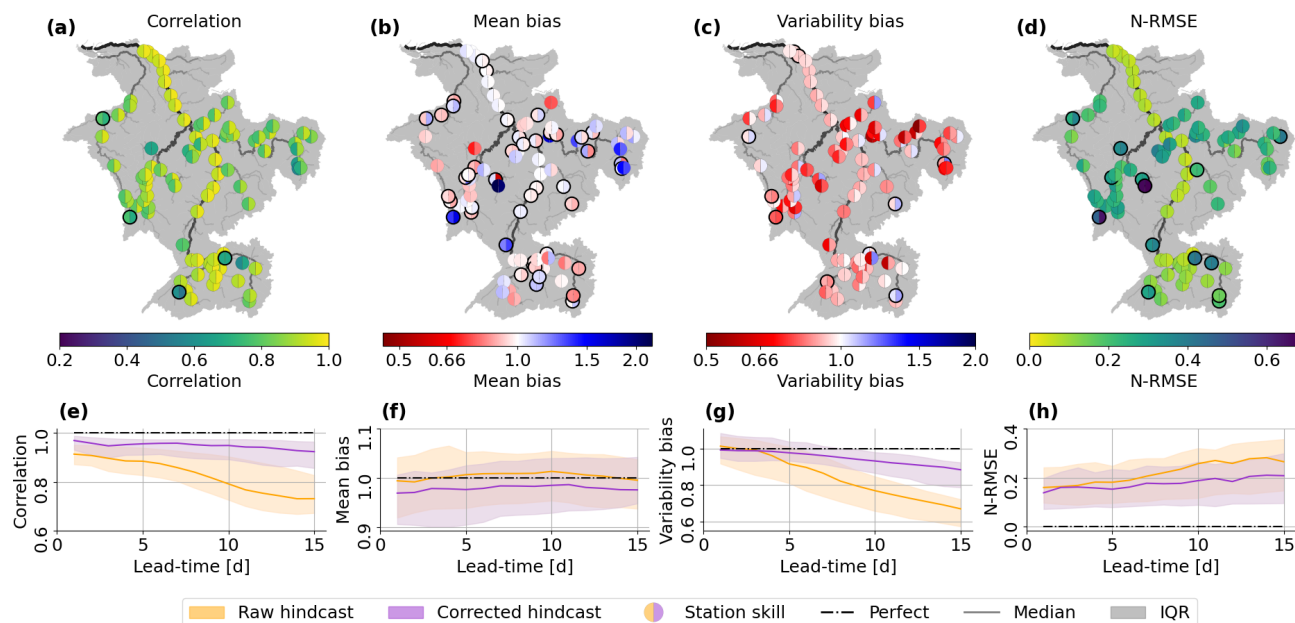 (a) Correlation
(b) Mean bias
(c) Variability bias
(d) N-RMSE
0.2 0.4 0.6 0.8 1.0
Correlation
0.5 0.66 1.0 1.5 2.0
Mean bias
0.5 0.66 1.0 1.5 2.0
Variability bias
0.0 0.2 0.4 0.6
N-RMSE
(e)
Correlation
1.0
0.8
0.6
0 5 10 15
Lead-time [d]
(f)
Mean bias
1.1
1.0
0.9
0 5 10 15
Lead-time [d]
(g)
Variability bias
1.0
0.8
0.6
0 5 10 15
Lead-time [d]
(h)
N-RMSE
0.4
0.2
0.0
0 5 10 15
Lead-time [d]
Raw hindcast Corrected hindcast Station skill Perfect Median IQR